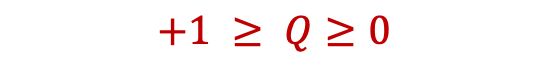 +1 ≥ Q ≥ 0